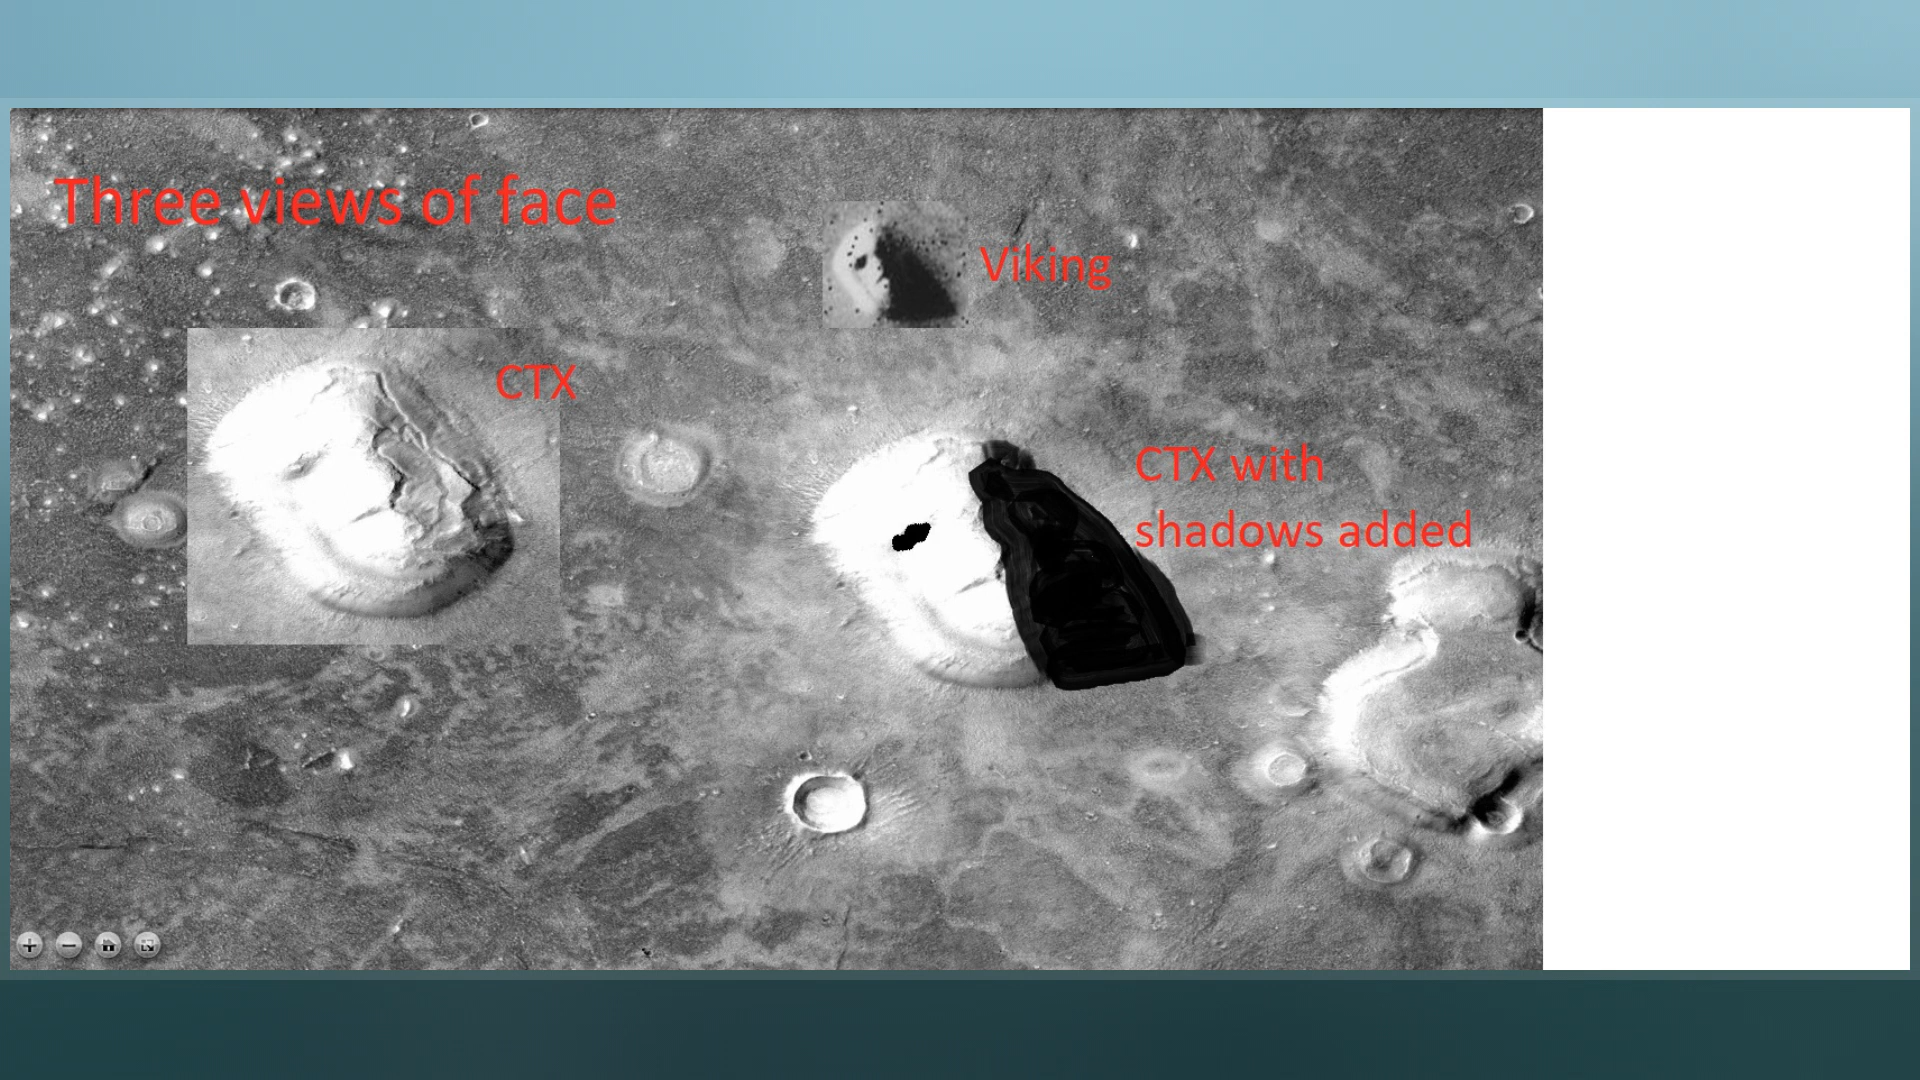 Three views of face
Viking
CTX
CTX with
shadows added